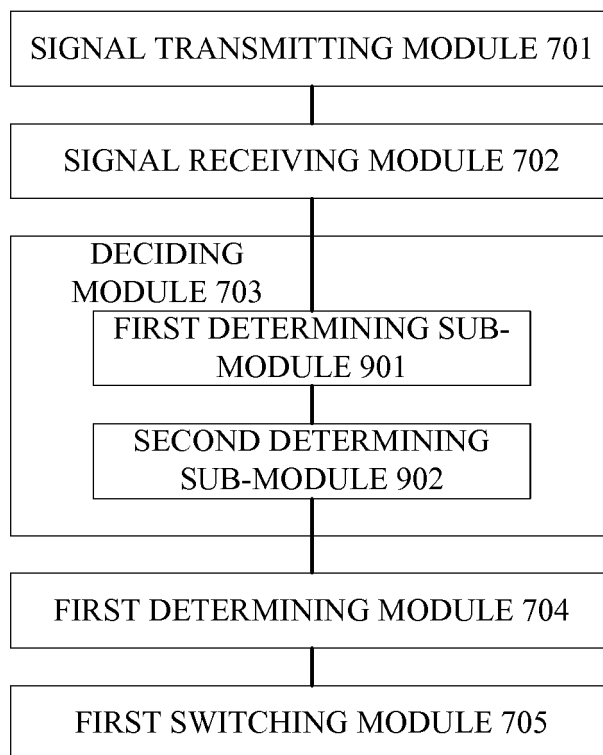 SIGNAL TRANSMITTING MODULE 701
SIGNAL RECEIVING MODULE 702
DECIDING
MODULE 703
FIRST DETERMINING SUB-
MODULE 901
SECOND DETERMINING
SUB-MODULE 902
FIRST DETERMINING MODULE 704
FIRST SWITCHING MODULE 705